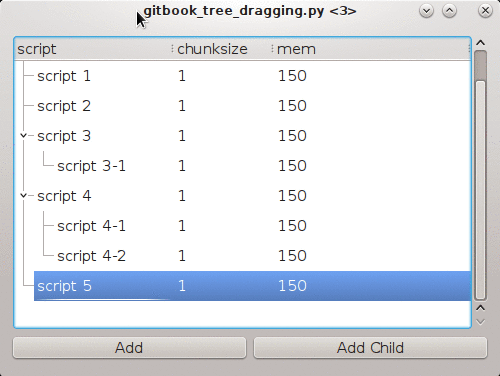 gitbook_tree_dragging.py <3>
script chunksize mem
script 1 1 150
script 2 1 150
script 3 1 150
script 3-1 1 150
script 4 1 150
script 4-1 1 150
script 4-2 1 150
script 5 1 150
Add Add Child